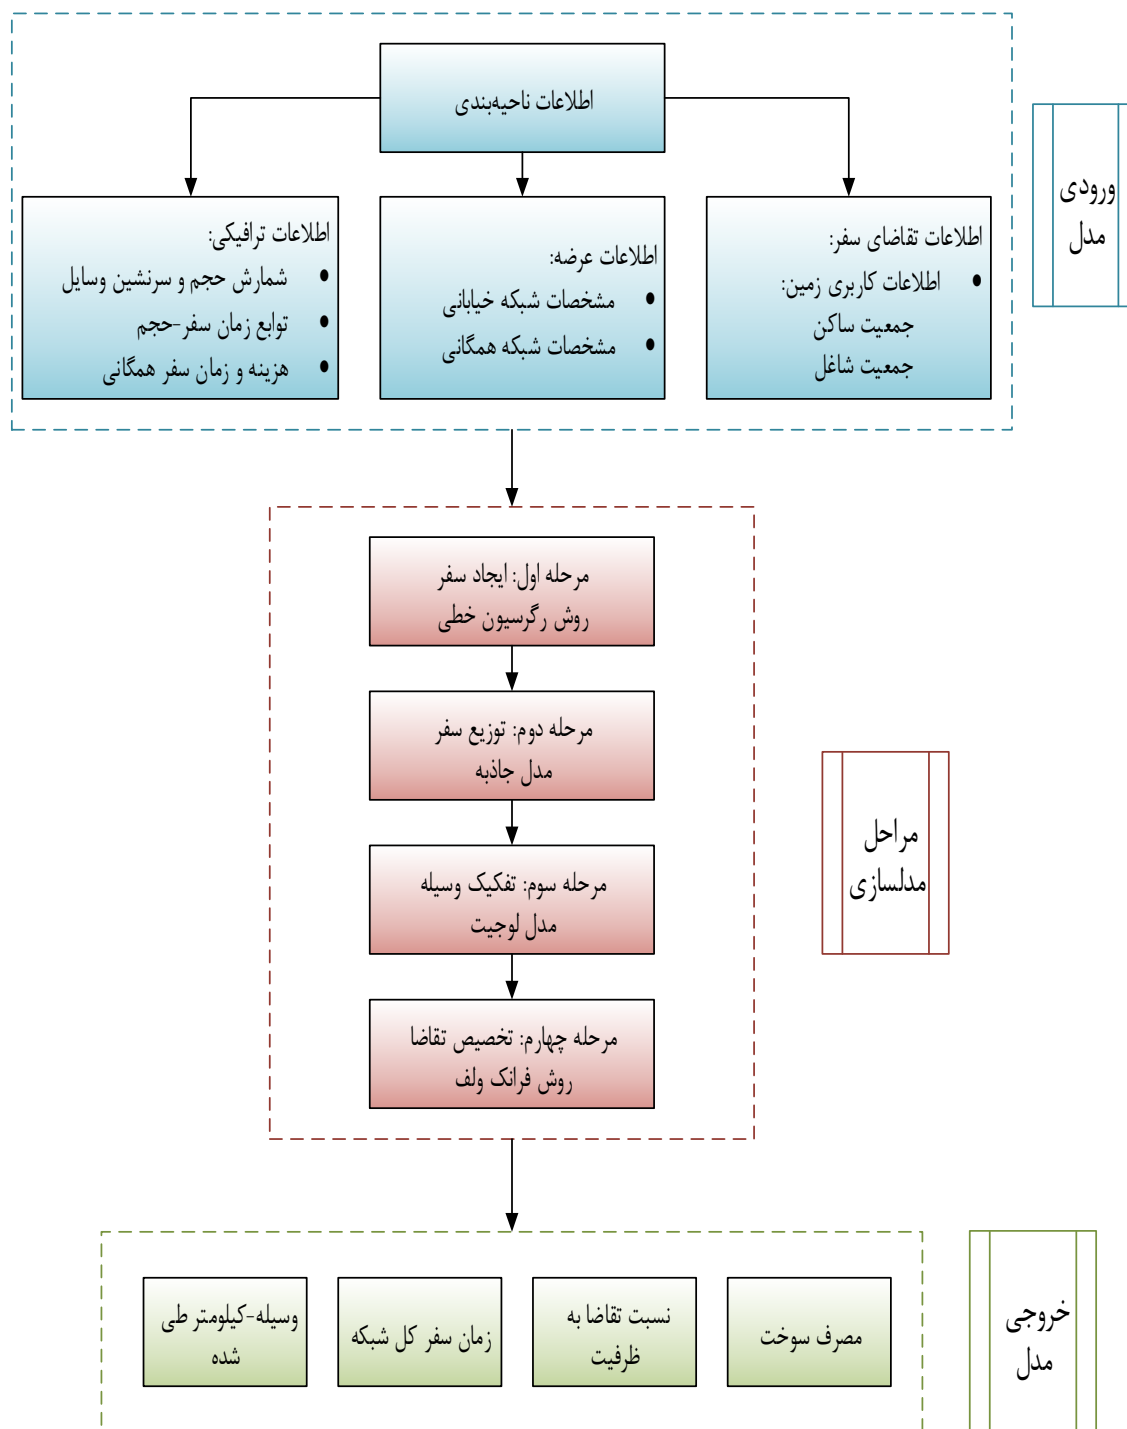 اطلاعات ناحیه‌بندی
ورودی
مدل
اطلاعات تقاضای سفر:
• اطلاعات کاربری زمین:
جمعیت ساکن
جمعیت شاغل
اطلاعات عرضه:
• مشخصات شبکه خیابانی
• مشخصات شبکه همگانی
اطلاعات ترافیکی:
• شمارش حجم و سرنشین وسایل
• توابع زمان سفر-حجم
• هزینه و زمان سفر همگانی
مرحله اول: ایجاد سفر
روش رگرسیون خطی
مرحله دوم: توزیع سفر
مدل جاذبه
مراحل
مدلسازی
مرحله سوم: تفکیک وسیله
مدل لوجیت
مرحله چهارم: تخصیص تقاضا
روش فرانک ولف
خروجی
مدل
مصرف سوخت
نسبت تقاضا به
ظرفیت
زمان سفر کل شبکه
وسیله-کیلومتر طی
شده